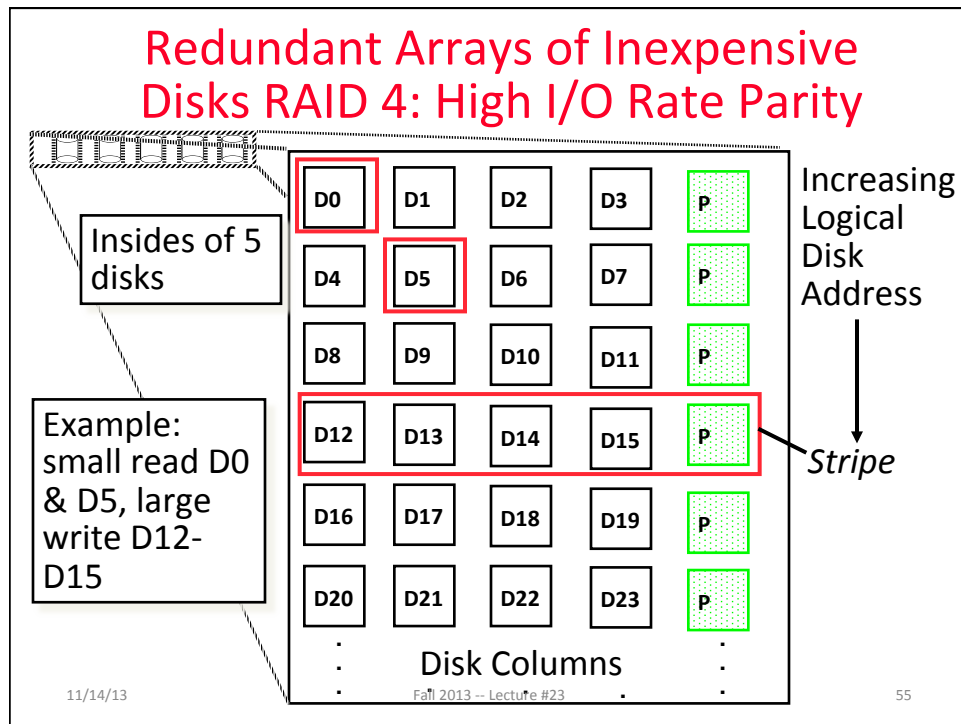 Redundant Arrays of Inexpensive
Disks RAID 4: High I/O Rate Parity
Insides of 5
disks
Example:
small read D0
& D5, large
write D12-
D15
D0 D1 D2 D3 P
D4 D5 D6 D7 P
D8 D9 D10 D11 P
D12 D13 D14 D15 P
D16 D17 D18 D19 P
D20 D21 D22 D23 P
Disk Columns
Increasing
Logical
Disk
Address
Stripe
11/14/13
Fall 2013 -- Lecture #23
55